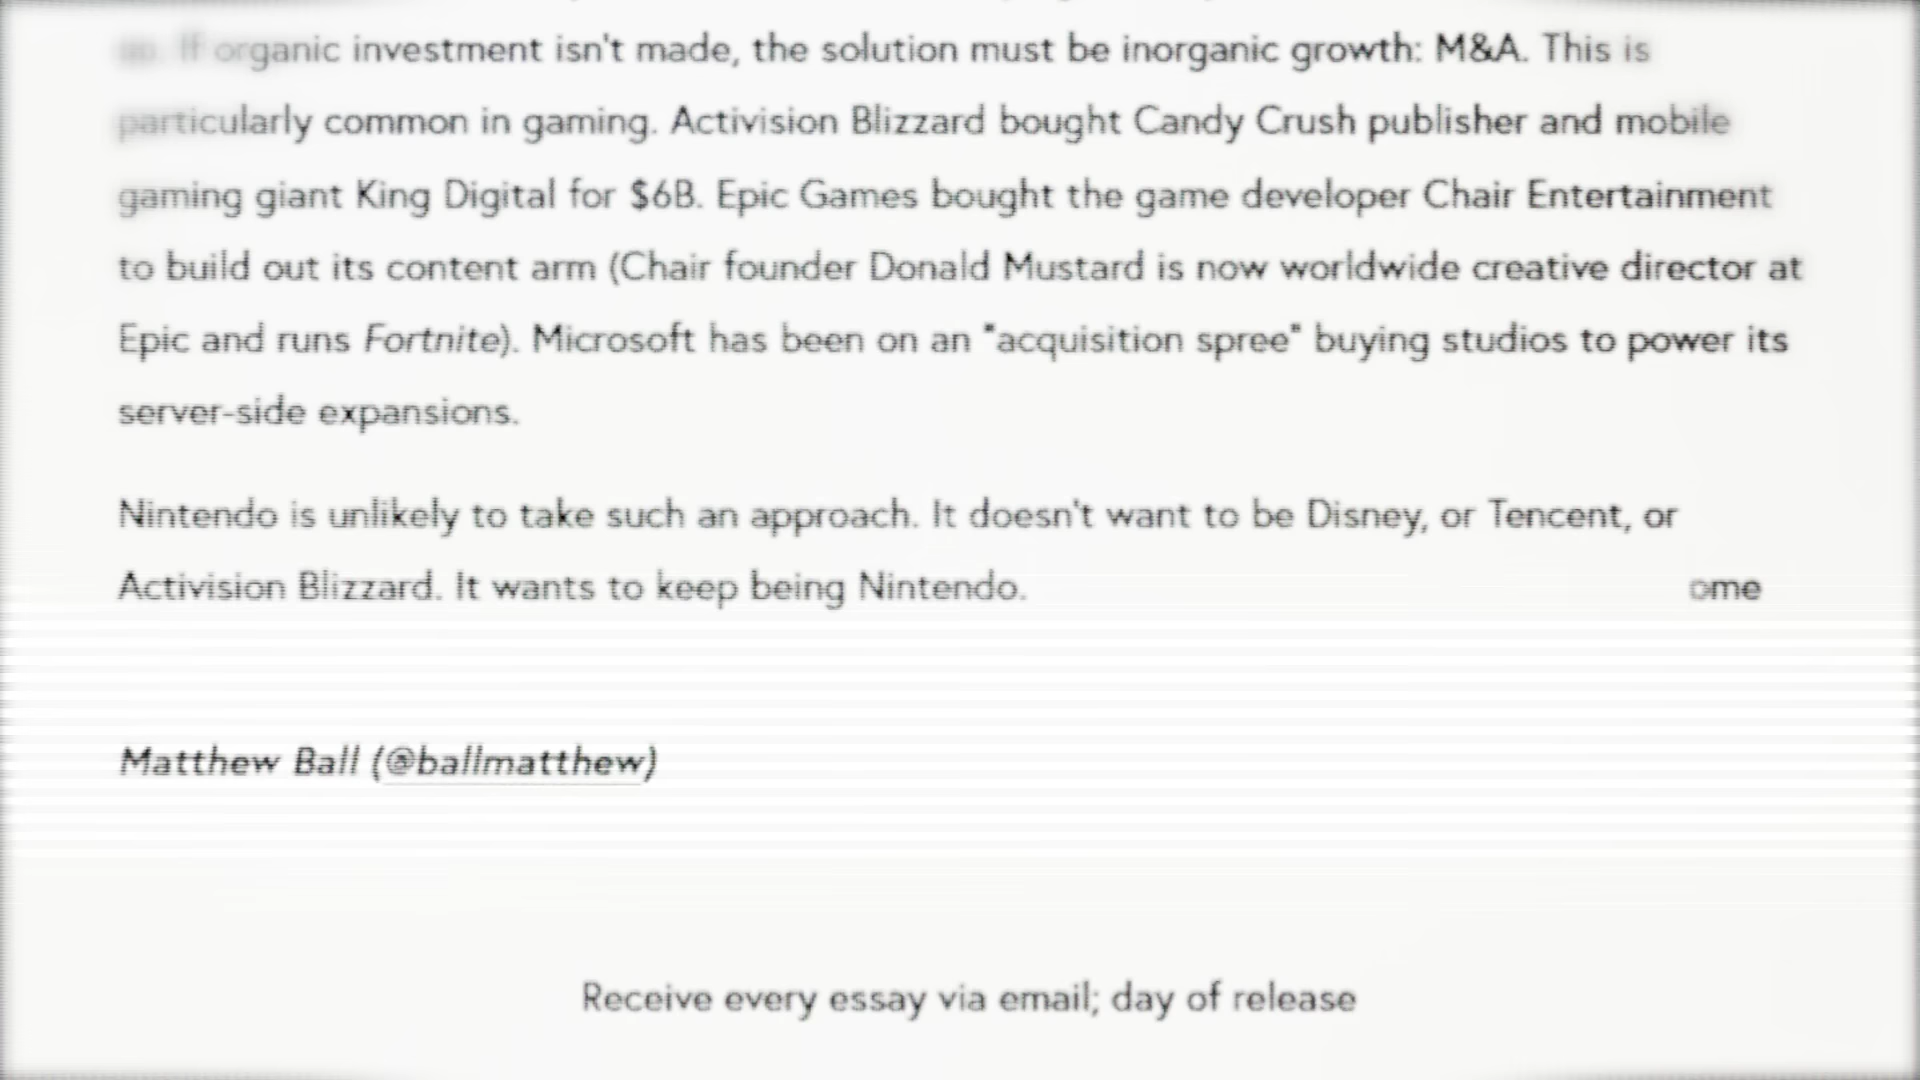 If organic investment isn't made, the solution must be inorganic growth: M&A. This is
particularly common in gaming. Activision Blizzard bought Candy Crush publisher and mobile
gaming giant King Digital for $6B. Epic Games bought the game developer Chair Entertainment
to build out its content arm (Chair founder Donald Mustard is now worldwide creative director at
Epic and runs Fortnite). Microsoft has been on an "acquisition spree" buying studios to power its
server-side expansions.
Nintendo is unlikely to take such an approach. It doesn't want to be Disney, or Tencent, or
Activision Blizzard. It wants to keep being Nintendo. ome
Matthew Ball (@ballmatthew)
Receive every essay via email; day of release